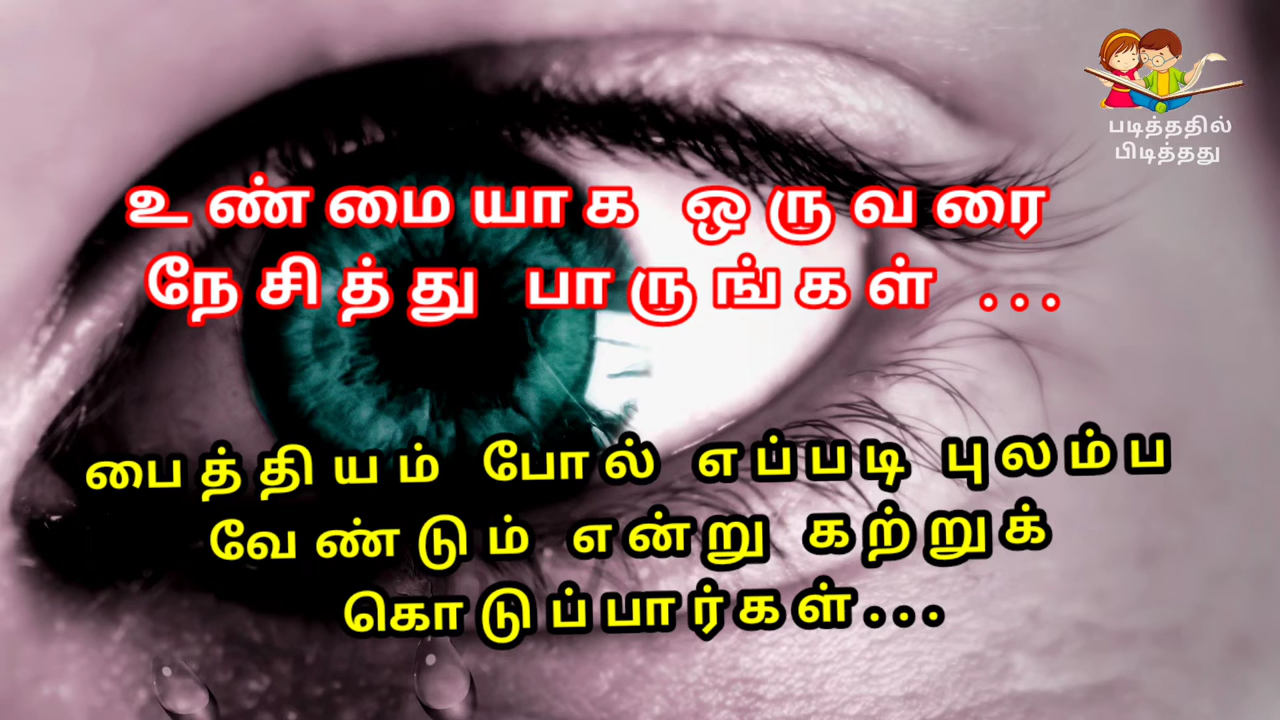 படித்ததில்
பிடித்தது
உண்மையாக ஒருவரை
நேசித்து பாருங்கள் ...
பைத்தியம் போல் எப்படி புலம்ப
வேண்டும் என்று கற்றுக்
கொடுப்பார்கள்...